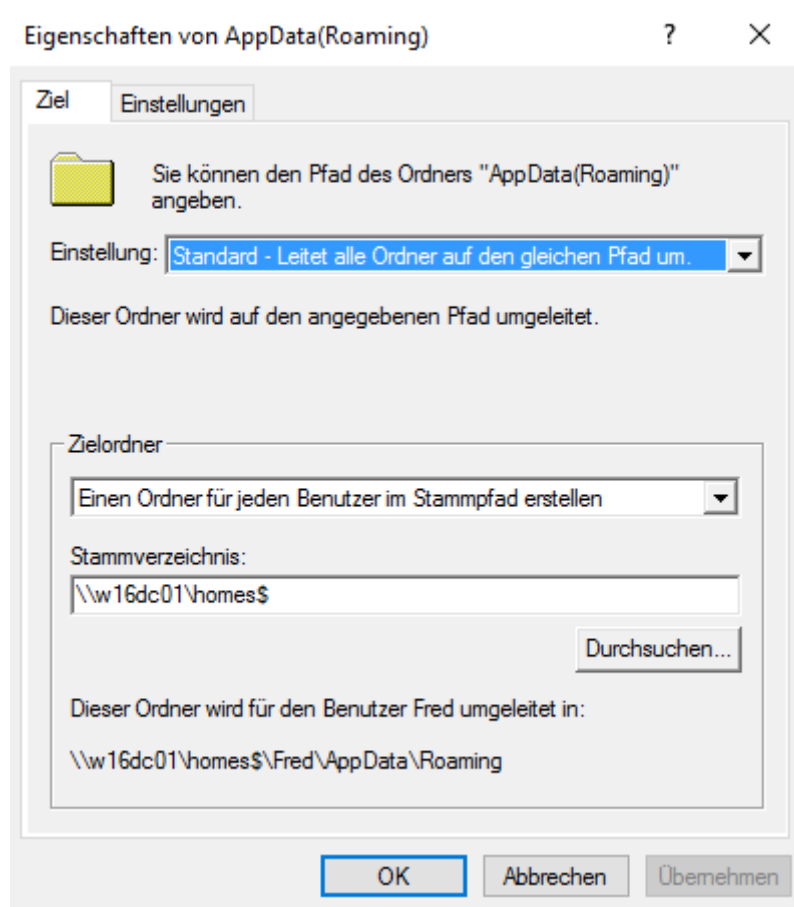 Eigenschaften von AppData(Roaming)
Ziel
Einstellungen
Sie können den Pfad des Ordners "AppData(Roaming)"
angeben.
Einstellung: Standard - Leitet alle Ordner auf den gleichen Pfad um.
Dieser Ordner wird auf den angegebenen Pfad umgeleitet.
Zielordner
Einen Ordner für jeden Benutzer im Stammpfad erstellen
Stammverzeichnis:
\\w16dc01\homes$
Durchsuchen...
Dieser Ordner wird für den Benutzer Fred umgeleitet in:
\\w16dc01\homes$\Fred\AppData\Roaming
OK
Abbrechen
Übernehmen